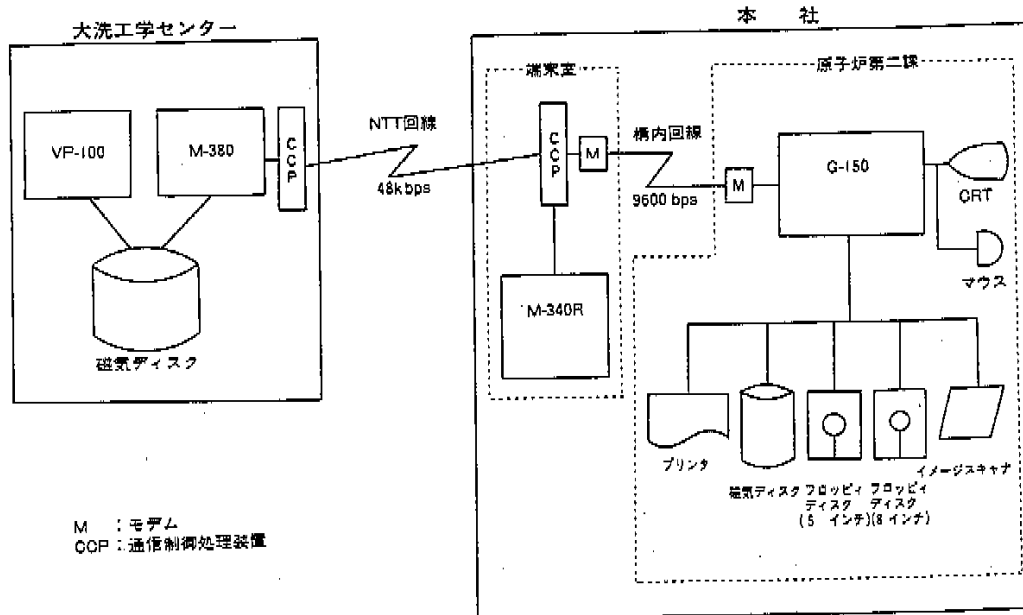 大洗工学センター
VP-100
M-380
CCP
磁気ディスク
NTT回線
48kbps
本 社
端末室
CCP
M
M-340R
構内回線
9600 bps
原子炉第二課
M
G-150
CRT
マウス
プリンタ
磁気ディスク
フロッピィ
ディスク
(5 インチ)
フロッピィ
ディスク
(8 インチ)
イメージスキャナ
M :モデム
CCP:通信制御処理装置